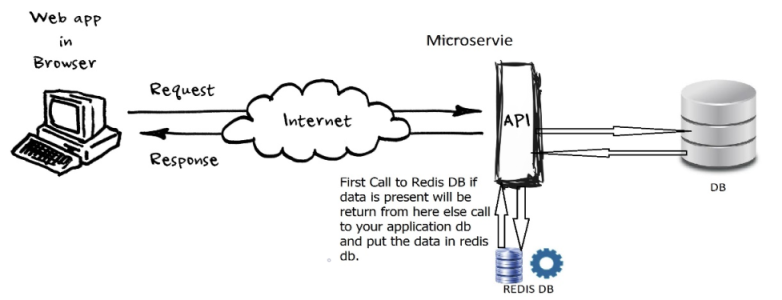 Web app
in
Browser
Microservie
Request
Internet
API
Response
First Call to Redis DB if
data is present will be
return from here else call
to your application db
and put the data in redis
db.
DB
REDIS DB